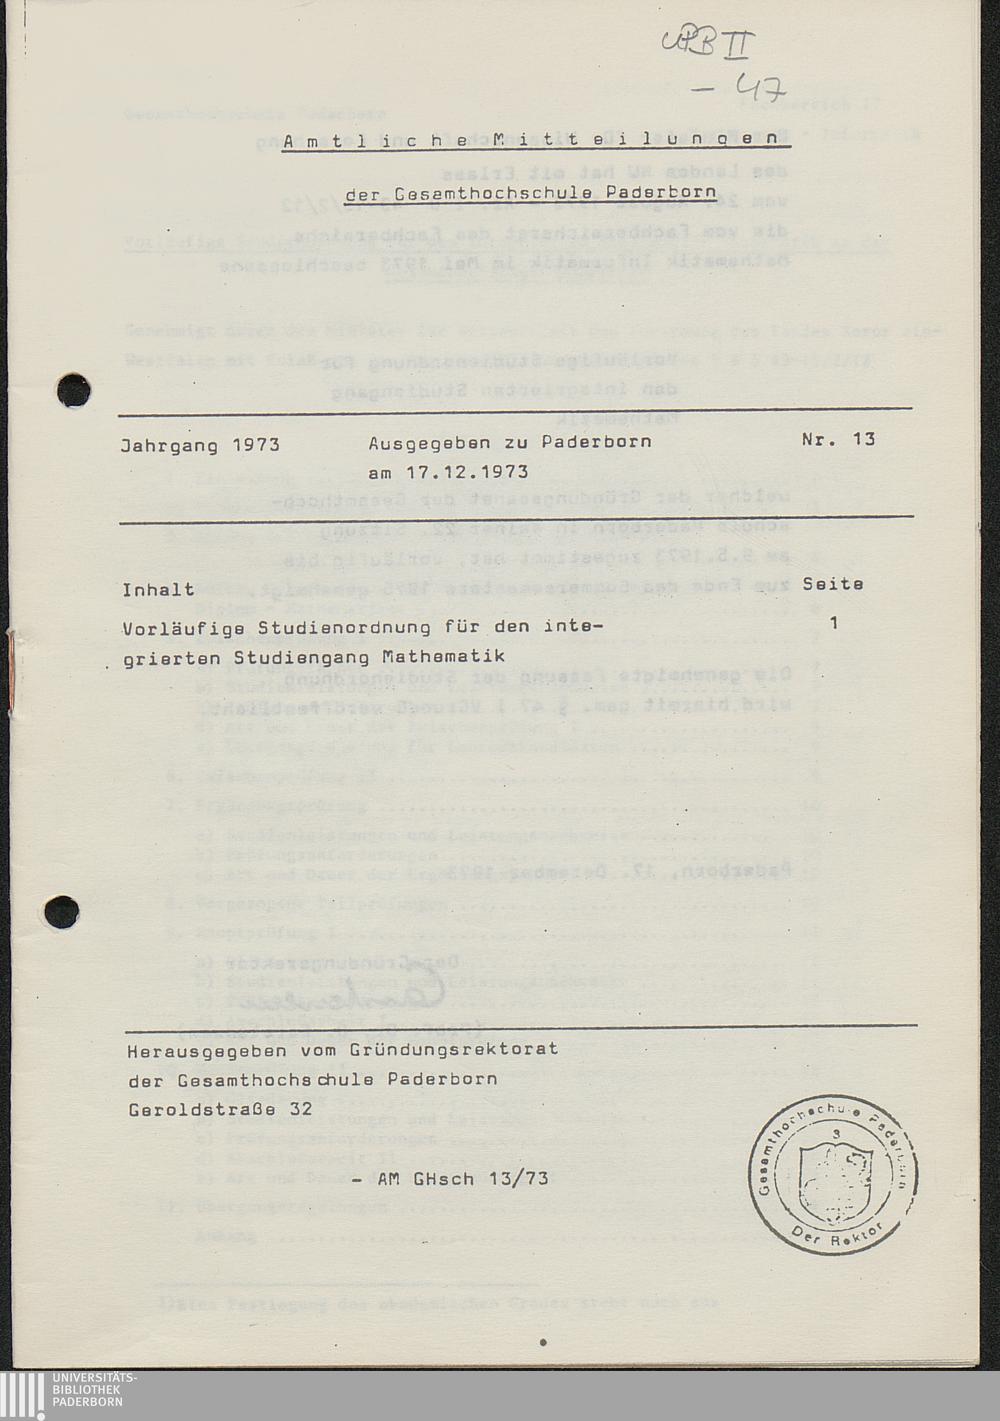 UPB II
- 47
Amtliche Mitteilungen
der Gesamthochschule Paderborn
Jahrgang 1973 Ausgegeben zu Paderborn Nr. 13
am 17.12.1973
Inhalt Seite
Vorläufige Studienordnung für den inte- 1
grierten Studiengang Mathematik
Herausgegeben vom Gründungsrektorat
der Gesamthochschule Paderborn
Geroldstraße 32
- AM GHsch 13/73
Gesamthochschule Paderborn
3
Der Rektor
UNIVERSITÄTS-
BIBLIOTHEK
PADERBORN